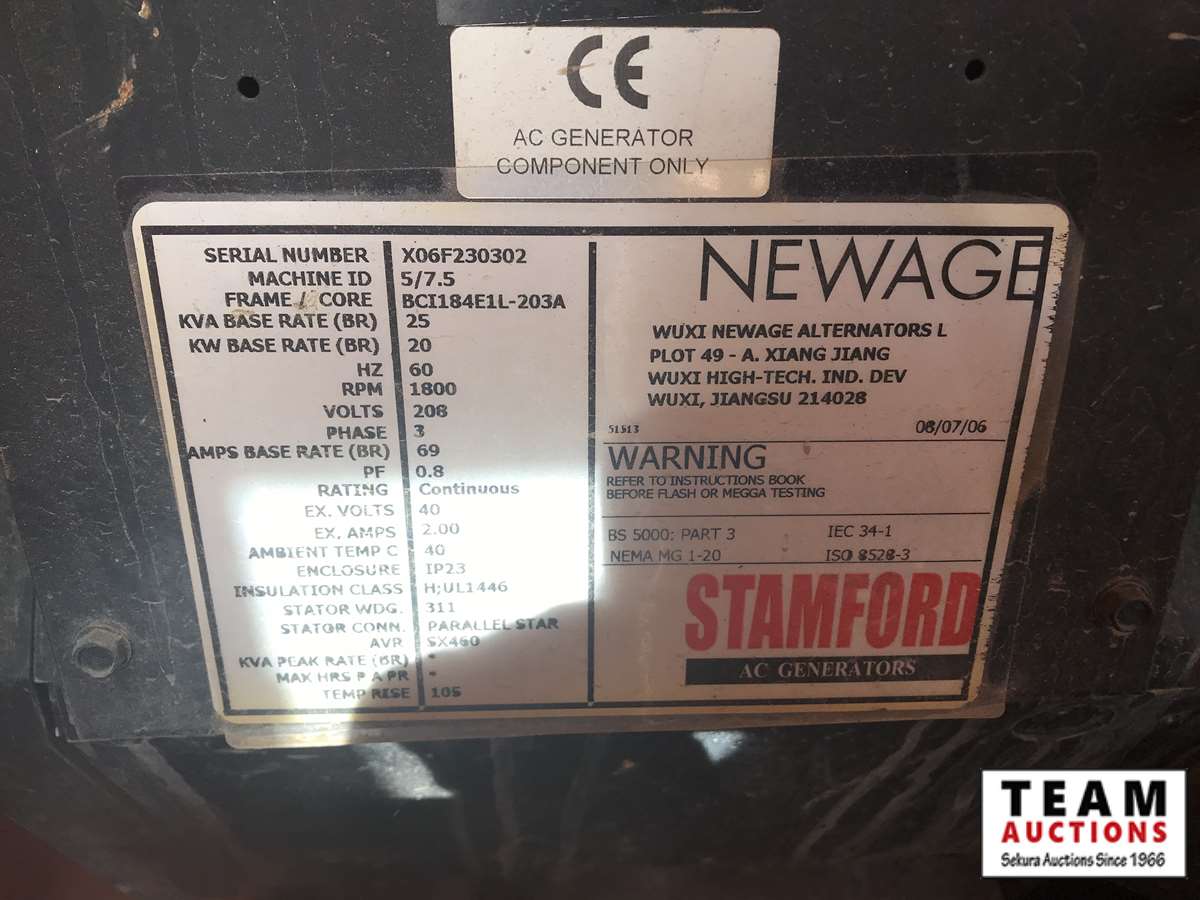 CE
AC GENERATOR
COMPONENT ONLY
SERIAL NUMBER X06F230302
MACHINE ID 5/7.5
FRAME / CORE BCI184E1L-203A
KVA BASE RATE (BR) 25
KW BASE RATE (BR) 20
HZ 60
RPM 1800
VOLTS 208
PHASE 3
AMPS BASE RATE (BR) 69
PF 0.8
RATING Continuous
EX. VOLTS 40
EX. AMPS 2.00
AMBIENT TEMP C 40
ENCLOSURE IP23
INSULATION CLASS H;UL1446
STATOR WDG. 311
STATOR CONN. PARALLEL STAR
AVR SX460
KVA PEAK RATE (BR) *
MAX HRS P A PR *
TEMP RISE 105
NEWAGE
WUXI NEWAGE ALTERNATORS L
PLOT 49 - A. XIANG JIANG
WUXI HIGH-TECH. IND. DEV
WUXI, JIANGSU 214028
51513 08/07/06
WARNING
REFER TO INSTRUCTIONS BOOK
BEFORE FLASH OR MEGGA TESTING
BS 5000: PART 3 IEC 34-1
NEMA MG 1-20 ISO 8528-3
STAMFORD
AC GENERATORS
TEAM
AUCTIONS
Sekura Auctions Since 1966